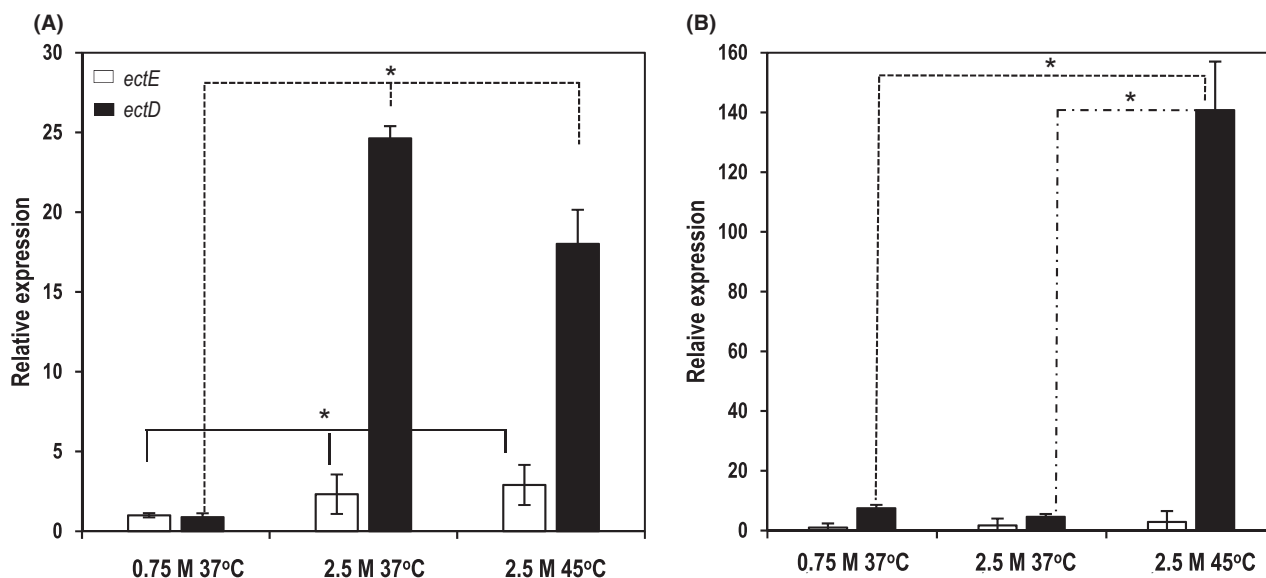 (A)
30
25
20
15
10
5
0
Relative expression
ectE
ectD
*
*
0.75 M 37°C
2.5 M 37°C
2.5 M 45°C
(B)
160
140
120
100
80
60
40
20
0
Relaive expression
*
*
0.75 M 37°C
2.5 M 37°C
2.5 M 45°C